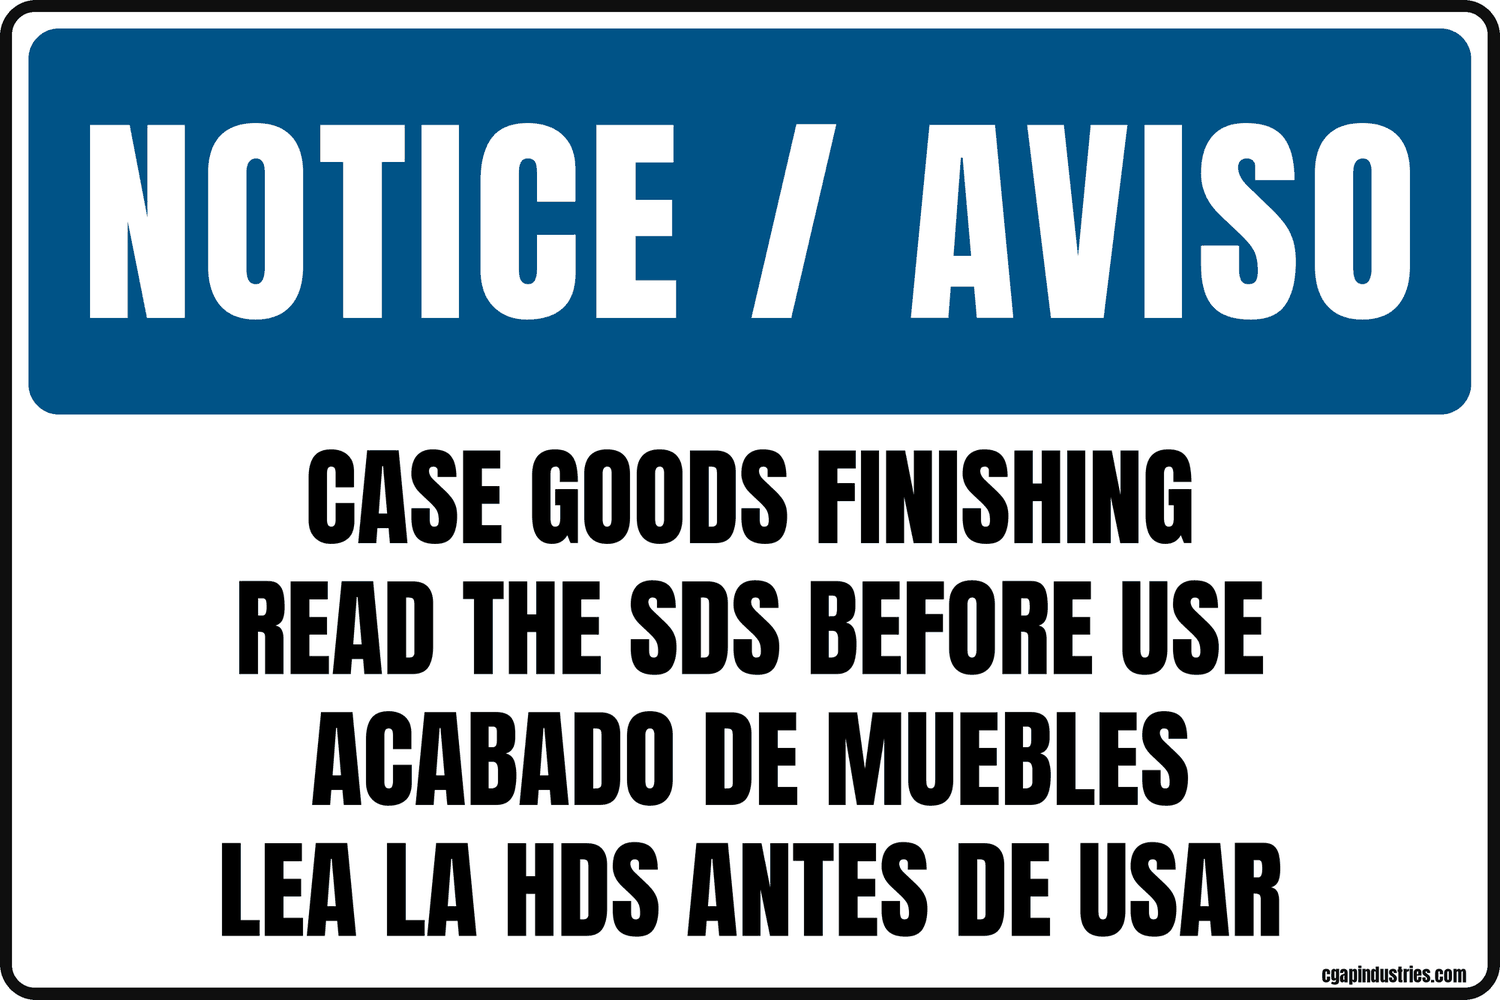 NOTICE / AVISO
CASE GOODS FINISHING
READ THE SDS BEFORE USE
ACABADO DE MUEBLES
LEA LA HDS ANTES DE USAR
cgapindustries.com